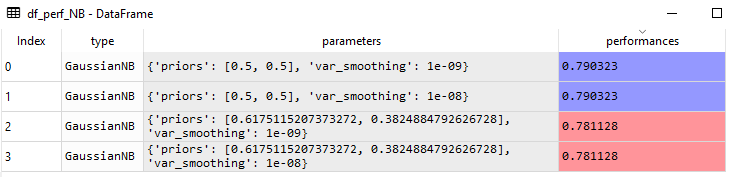 df_perf_NB - DataFrame
Index type parameters performances
0 GaussianNB {'priors': [0.5, 0.5], 'var_smoothing': 1e-09} 0.790323
1 GaussianNB {'priors': [0.5, 0.5], 'var_smoothing': 1e-08} 0.790323
2 GaussianNB {'priors': [0.6175115207373272, 0.3824884792626728], 0.781128
'var_smoothing': 1e-09}
3 GaussianNB {'priors': [0.6175115207373272, 0.3824884792626728], 0.781128
'var_smoothing': 1e-08}